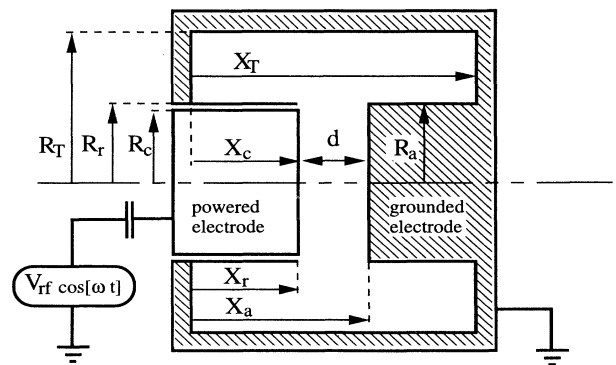 X_T
R_T
R_r
R_c
X_c
d
R_a
powered
electrode
grounded
electrode
V_rf cos[ω t]
X_r
X_a